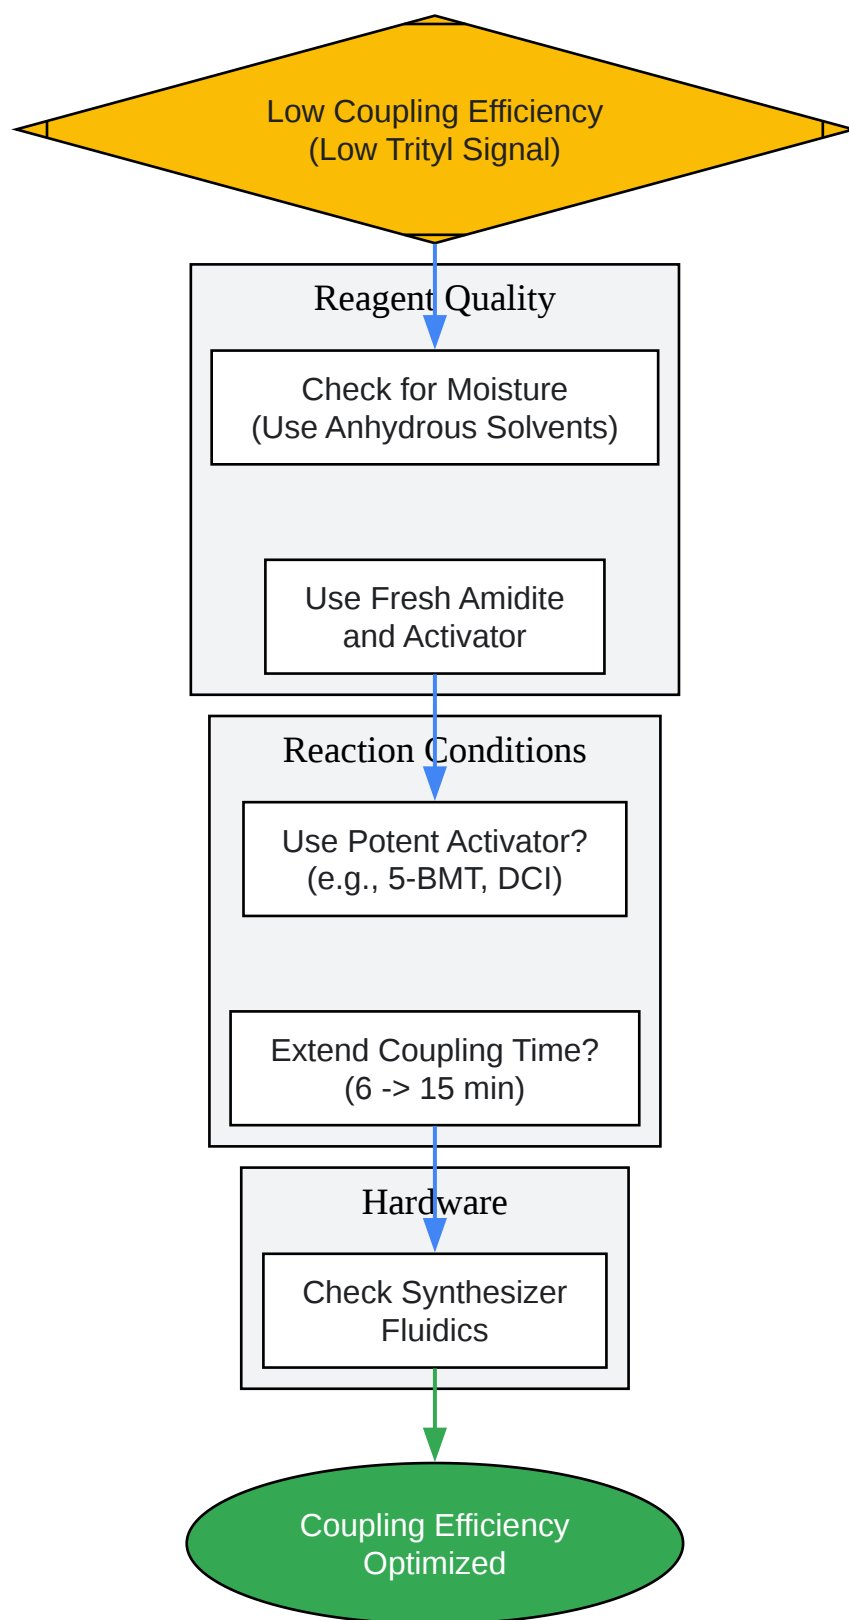 Low Coupling Efficiency
(Low Trityl Signal)
Reagent Quality
Check for Moisture
(Use Anhydrous Solvents)
Use Fresh Amidite
and Activator
Reaction Conditions
Use Potent Activator?
(e.g., 5-BMT, DCI)
Extend Coupling Time?
(6 -> 15 min)
Hardware
Check Synthesizer
Fluidics
Coupling Efficiency
Optimized